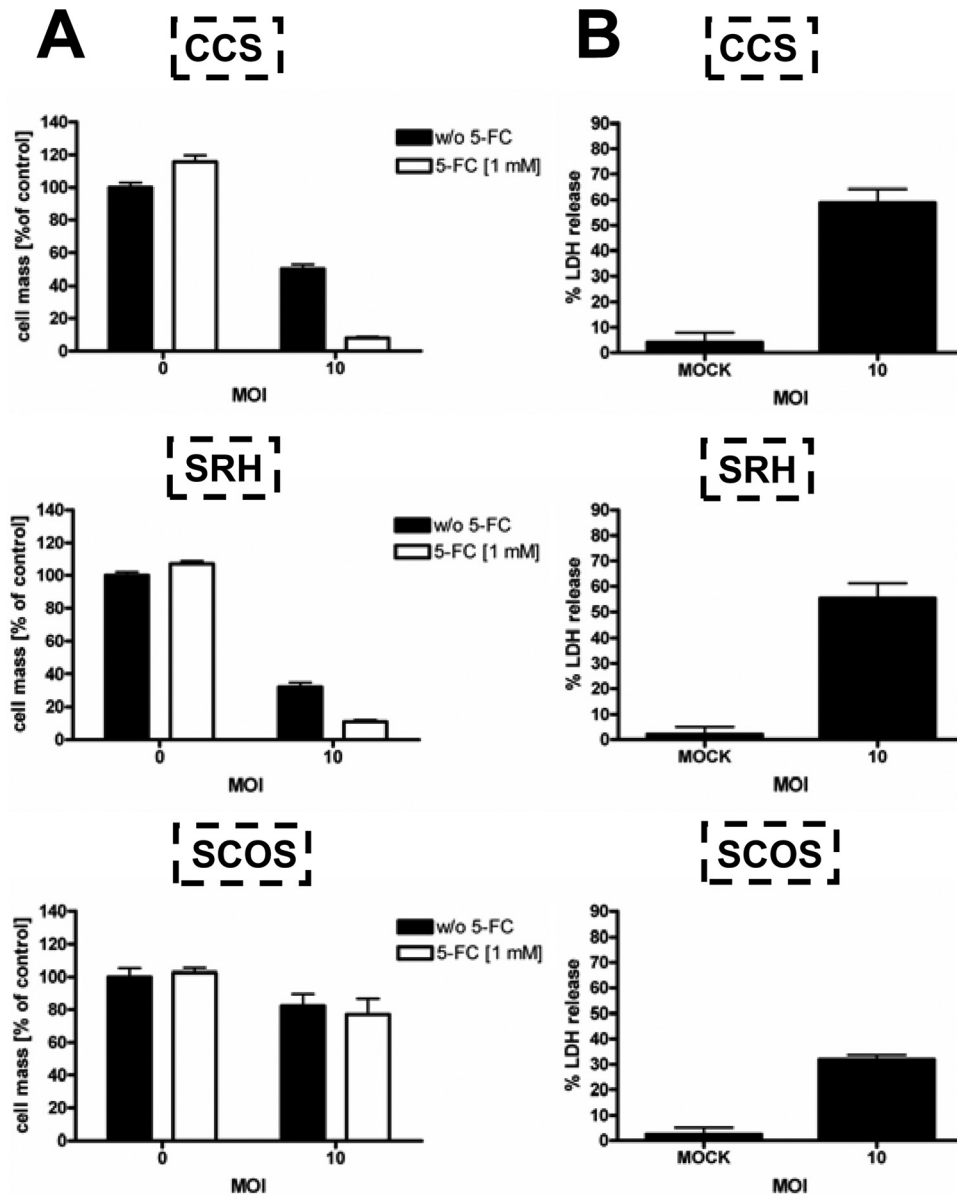 A
CCS
cell mass [%of control]
140
120
100
80
60
40
20
0
w/o 5-FC
5-FC [1 mM]
0 10
MOI
SRH
cell mass [% of control]
140
120
100
80
60
40
20
0
w/o 5-FC
5-FC [1 mM]
0 10
MOI
SCOS
cell mass [% of control]
140
120
100
80
60
40
20
0
w/o 5-FC
5-FC [1 mM]
0 10
MOI
B
CCS
% LDH release
90
80
70
60
50
40
30
20
10
0
MOCK 10
MOI
SRH
% LDH release
90
80
70
60
50
40
30
20
10
0
MOCK 10
MOI
SCOS
% LDH release
90
80
70
60
50
40
30
20
10
0
MOCK 10
MOI